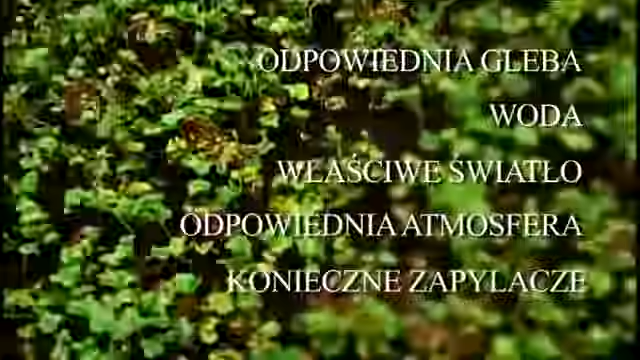 ODPOWIEDNIA GLEBA
WODA
WŁAŚCIWE ŚWIATŁO
ODPOWIEDNIA ATMOSFERA
KONIECZNE ZAPYLACZE